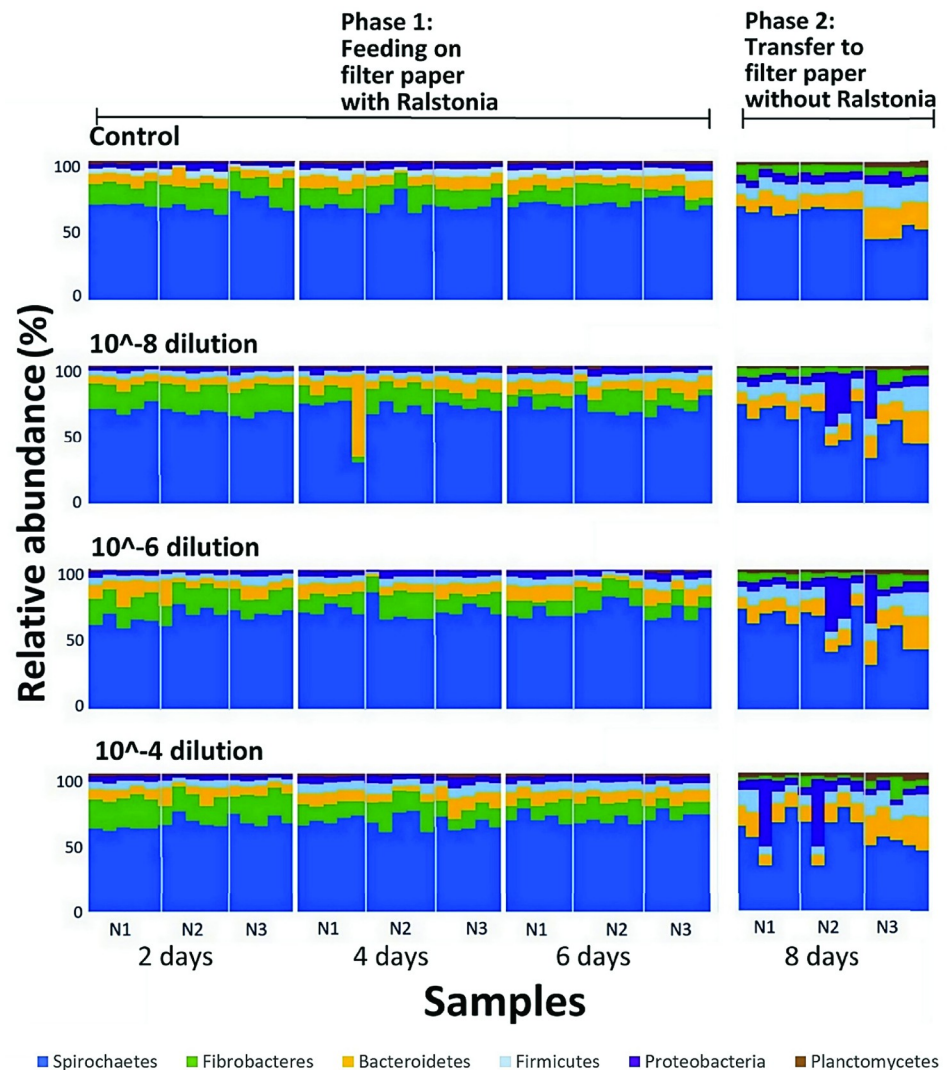 Phase 1:
Feeding on
filter paper
with Ralstonia
Phase 2:
Transfer to
filter paper
without Ralstonia
Relative abundance (%)
Control
100
50
0
10^-8 dilution
100
50
0
10^-6 dilution
100
50
0
10^-4 dilution
100
50
0
N1 N2 N3 N1 N2 N3 N1 N2 N3 N1 N2 N3
2 days 4 days 6 days 8 days
Samples
Spirochaetes Fibrobacteres Bacteroidetes Firmicutes Proteobacteria Planctomycetes